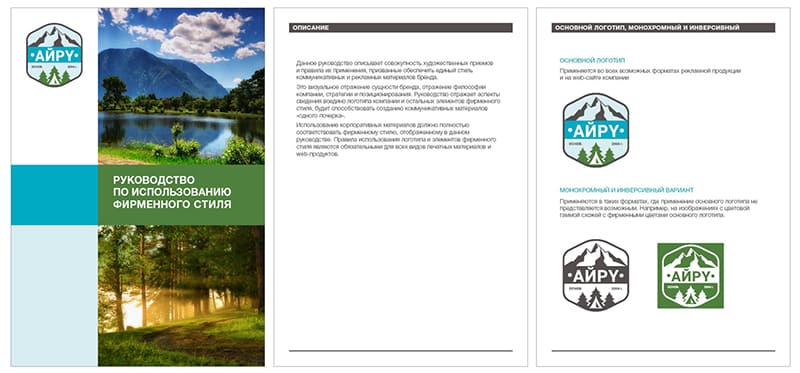 АЙРУ
ОСНОВ.
2004 г.
РУКОВОДСТВО
ПО ИСПОЛЬЗОВАНИЮ
ФИРМЕННОГО СТИЛЯ
ОПИСАНИЕ
Данное руководство описывает совокупность художественных приемов
и правила их применения, призванные обеспечить единый стиль
коммуникативных и рекламных материалов бренда.
Это визуальное отражение сущности бренда, отражение философии
компании, стратегии и позиционирования. Руководство отражает аспекты
сведения воедино логотипа компании и остальных элементов фирменного
стиля, будет способствовать созданию коммуникативных материалов
«одного почерка».
Использование корпоративных материалов должно полностью
соответствовать фирменному стилю, отображенному в данном
руководстве. Правила использования логотипа и элементов фирменного
стиля являются обязательными для всех видов печатных материалов и
web-продуктов.
ОСНОВНОЙ ЛОГОТИП, МОНОХРОМНЫЙ И ИНВЕРСИВНЫЙ
ОСНОВНОЙ ЛОГОТИП
Применяется во всех возможных форматах рекламной продукции
и на web-сайте компании
АЙРУ
ОСНОВ.
2004 г.
МОНОХРОМНЫЙ И ИНВЕРСИВНЫЙ ВАРИАНТ
Применяются в таких форматах, где применение основного логотипа не
представляется возможным. Например, на изображениях с цветовой
гаммой схожей с фирменными цветами основного логотипа.
АЙРУ
ОСНОВ.
2004 г.
АЙРУ
ОСНОВ.
2004 г.